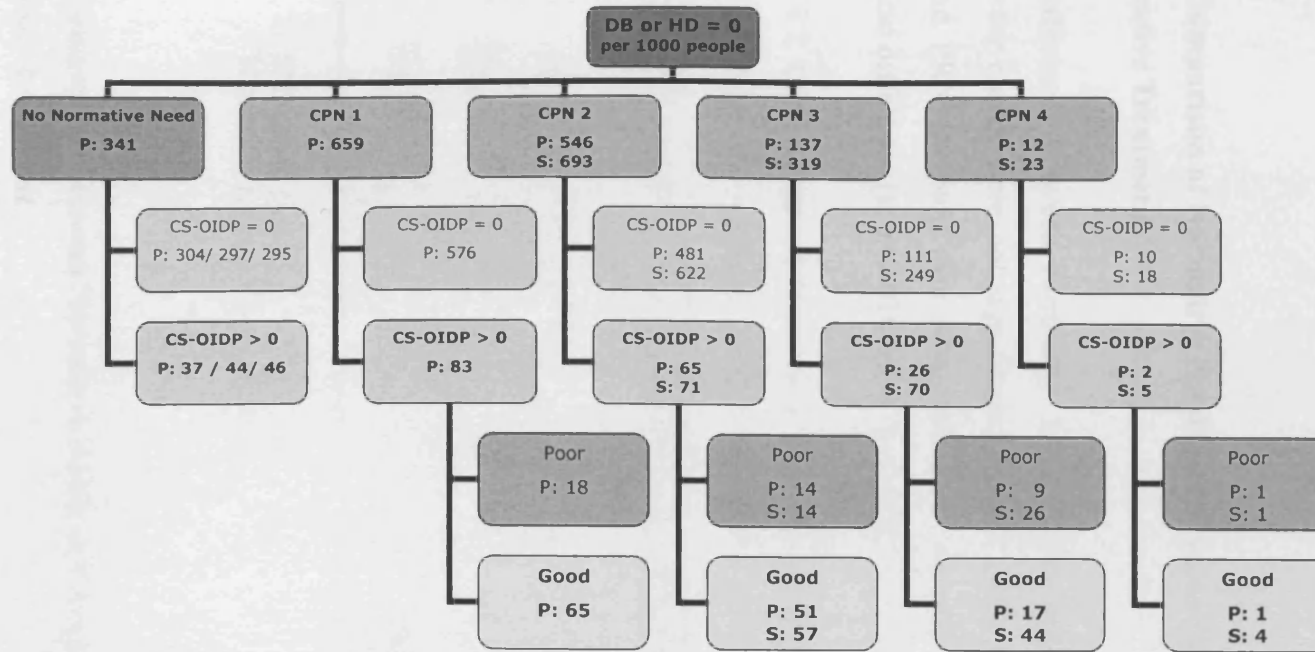 DB or HD = 0
per 1000 people
No Normative Need
P: 341
CPN 1
P: 659
CPN 2
P: 546
S: 693
CPN 3
P: 137
S: 319
CPN 4
P: 12
S: 23
CS-OIDP = 0
P: 304/ 297/ 295
CS-OIDP = 0
P: 576
CS-OIDP = 0
P: 481
S: 622
CS-OIDP = 0
P: 111
S: 249
CS-OIDP = 0
P: 10
S: 18
CS-OIDP > 0
P: 37 / 44/ 46
CS-OIDP > 0
P: 83
CS-OIDP > 0
P: 65
S: 71
CS-OIDP > 0
P: 26
S: 70
CS-OIDP > 0
P: 2
S: 5
Poor
P: 18
Poor
P: 14
S: 14
Poor
P: 9
S: 26
Poor
P: 1
S: 1
Good
P: 65
Good
P: 51
S: 57
Good
P: 17
S: 44
Good
P: 1
S: 4